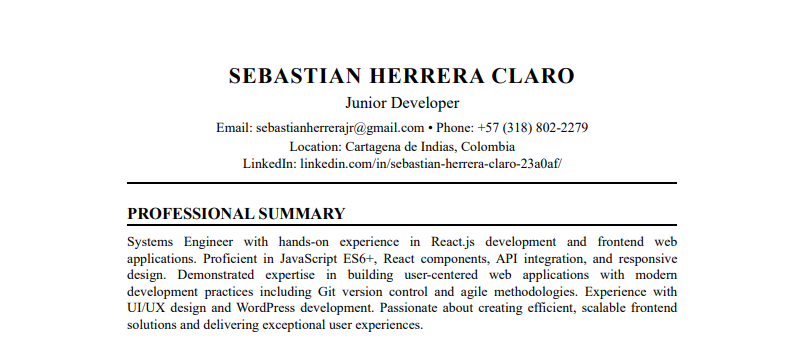 SEBASTIAN HERRERA CLARO
Junior Developer
Email: sebastianherrerajr@gmail.com • Phone: +57 (318) 802-2279
Location: Cartagena de Indias, Colombia
LinkedIn: linkedin.com/in/sebastian-herrera-claro-23a0af/
PROFESSIONAL SUMMARY
Systems Engineer with hands-on experience in React.js development and frontend web
applications. Proficient in JavaScript ES6+, React components, API integration, and responsive
design. Demonstrated expertise in building user-centered web applications with modern
development practices including Git version control and agile methodologies. Experience with
UI/UX design and WordPress development. Passionate about creating efficient, scalable frontend
solutions and delivering exceptional user experiences.